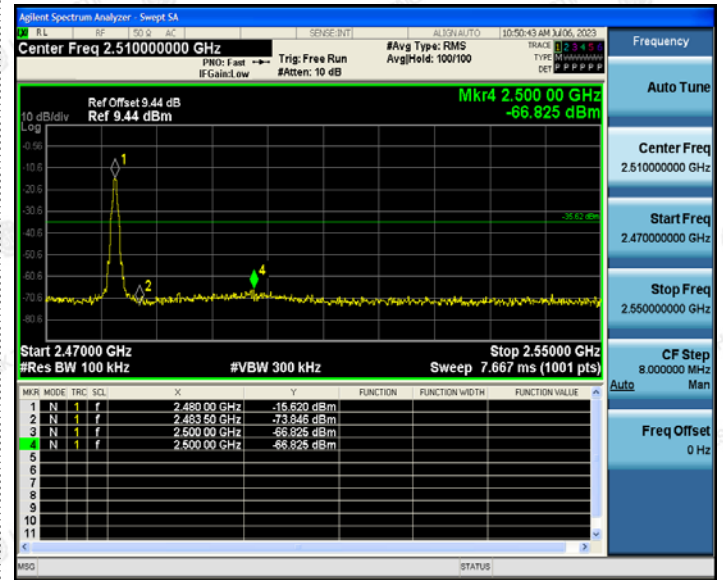 Agilent Spectrum Analyzer - Swept SA
RL RF 50 Ω AC SENSE:INT ALIGN AUTO 10:50:43 AM Jul 06, 2023
Center Freq 2.510000000 GHz
PNO: Fast
IFGain:Low
Trig: Free Run
#Atten: 10 dB
#Avg Type: RMS
Avg|Hold: 100/100
TRACE 1 2 3 4 5 6
TYPE M
DET P P P P P P
Ref Offset 9.44 dB
10 dB/div Ref 9.44 dBm
Log
Mkr4 2.500 00 GHz
-66.825 dBm
-0.56
-10.6
-20.6
-30.6
-40.6
-50.6
-60.6
-70.6
-80.6
1
2
4
-35.62 dBm
Start 2.47000 GHz Stop 2.55000 GHz
#Res BW 100 kHz #VBW 300 kHz Sweep 7.667 ms (1001 pts)
MKR MODE TRC SCL X Y FUNCTION FUNCTION WIDTH FUNCTION VALUE
1 N 1 f 2.480 00 GHz -15.620 dBm
2 N 1 f 2.483 50 GHz -73.846 dBm
3 N 1 f 2.500 00 GHz -66.825 dBm
4 N 1 f 2.500 00 GHz -66.825 dBm
5
6
7
8
9
10
11
MSG STATUS
Frequency
Auto Tune
Center Freq
2.510000000 GHz
Start Freq
2.470000000 GHz
Stop Freq
2.550000000 GHz
CF Step
8.000000 MHz
Auto Man
Freq Offset
0 Hz